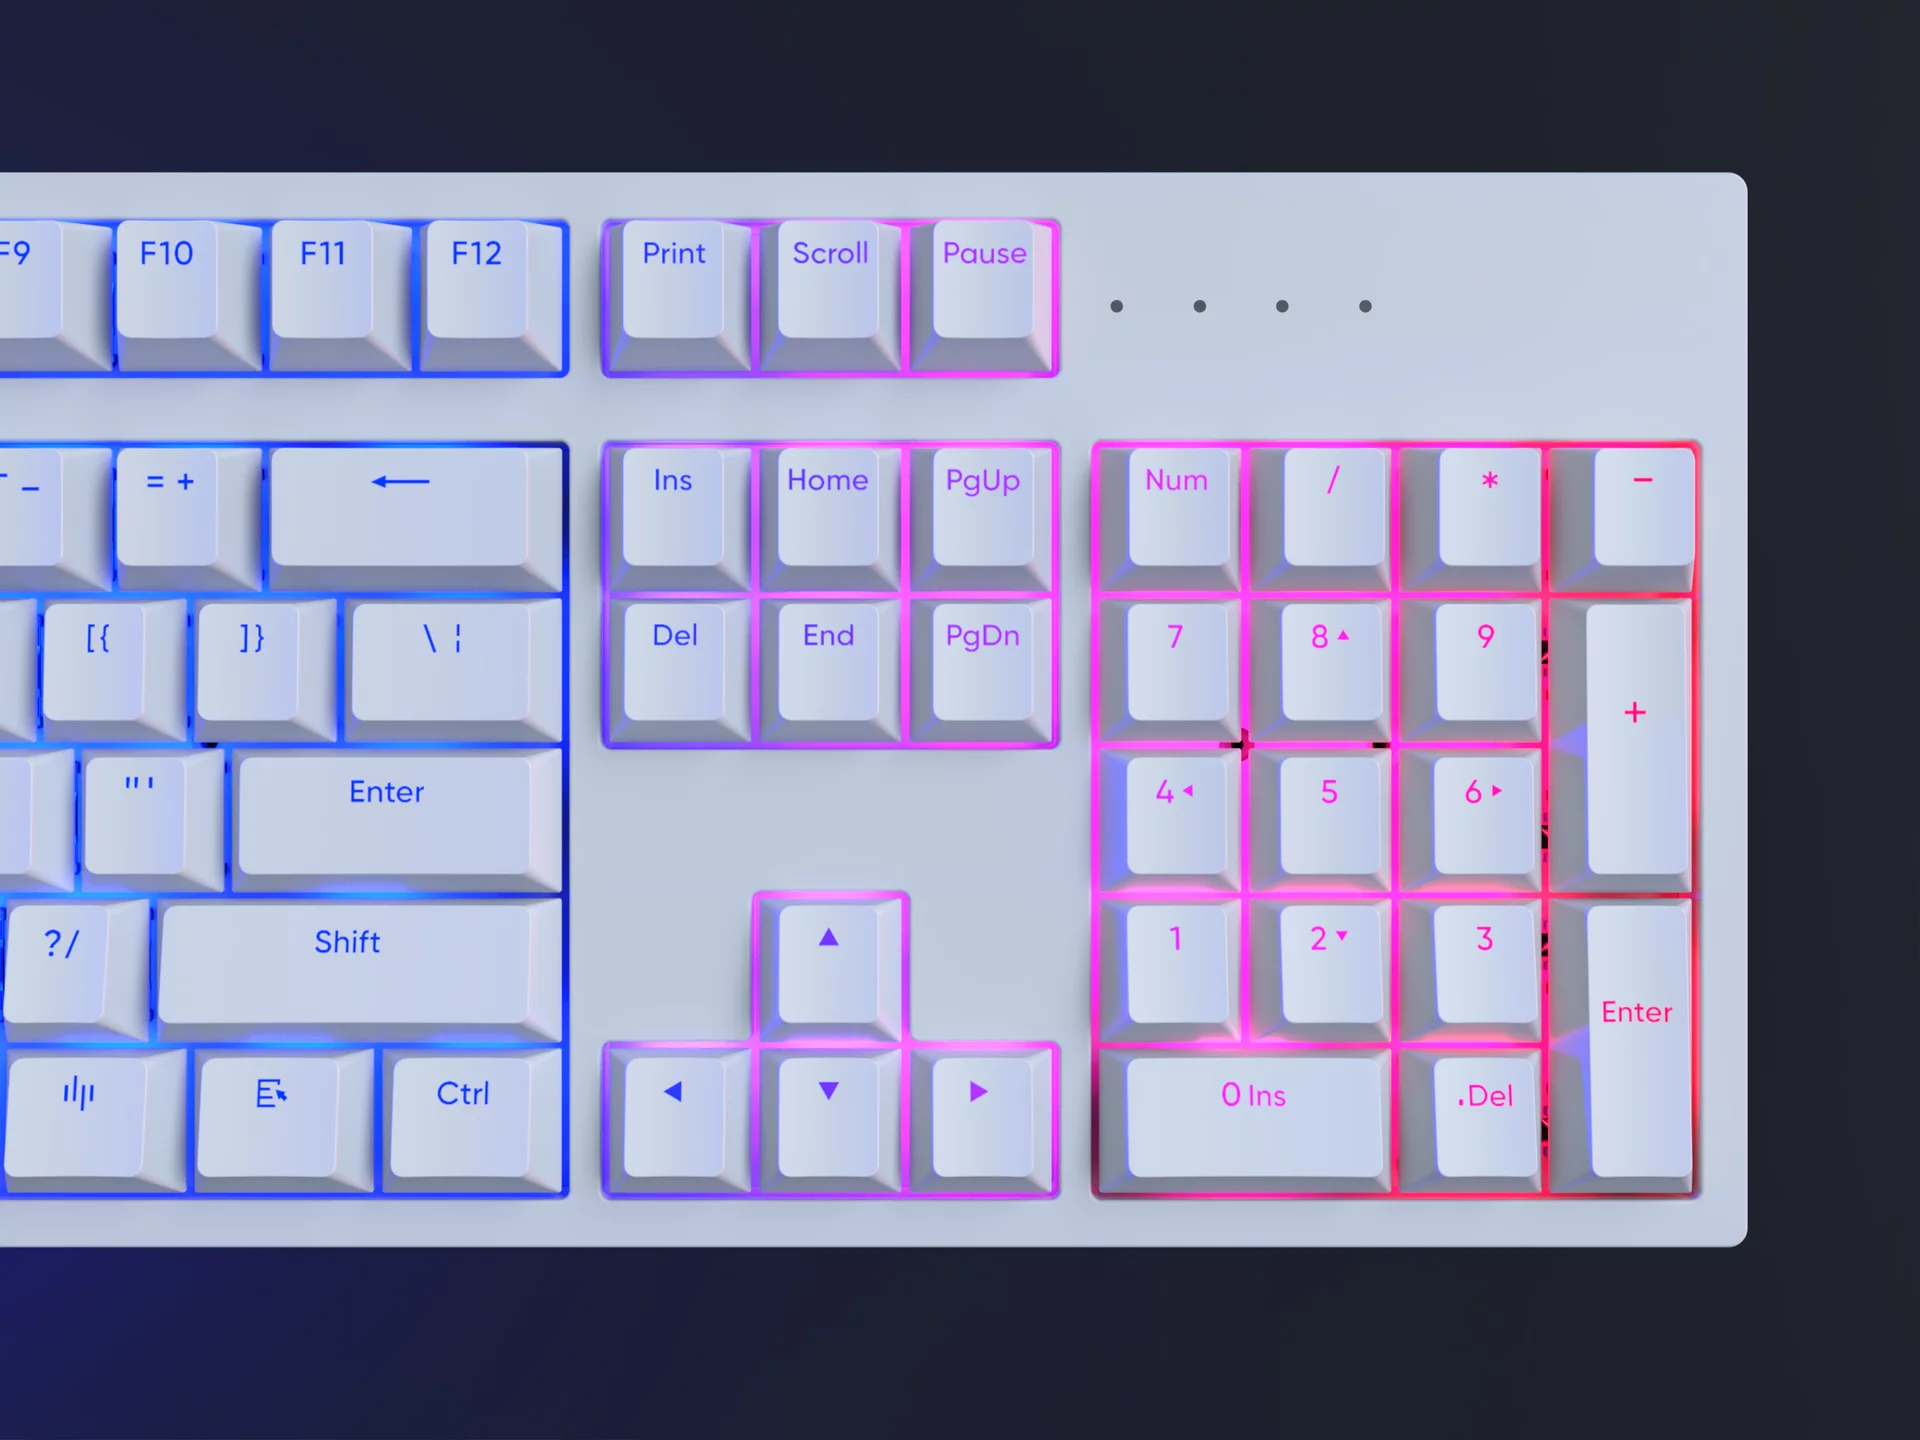 F9 F10 F11 F12 Print Scroll Pause
- _ = + ← Ins Home PgUp Num / * −
[{ ]} \ ¦ Del End PgDn 7 8▲ 9 +
"' Enter 4◀ 5 6▶
?/ Shift ▲ 1 2▼ 3 Enter
Ctrl ◀ ▼ ▶ 0 Ins .Del